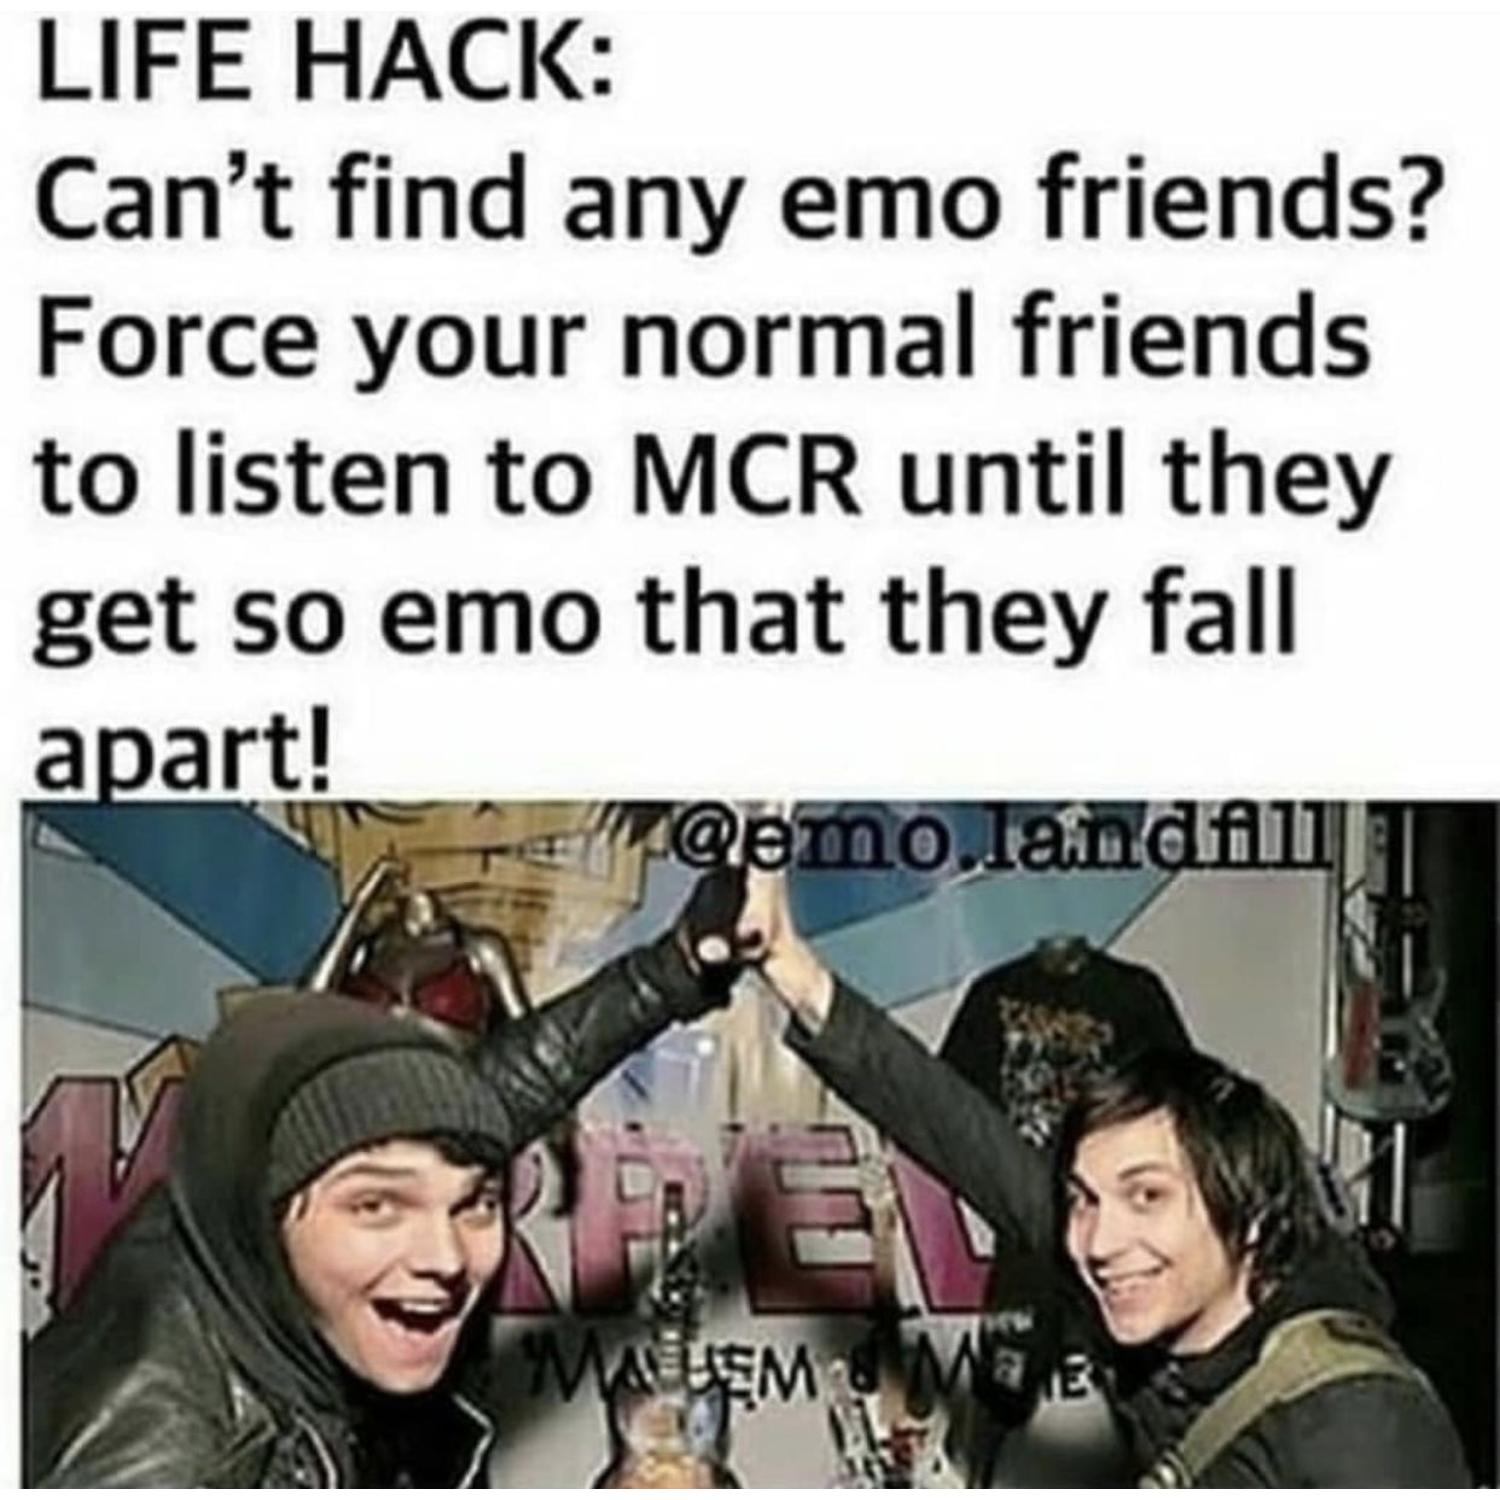 LIFE HACK:
Can't find any emo friends?
Force your normal friends
to listen to MCR until they
get so emo that they fall
apart!
@emo.landfill
MAYHEM & M